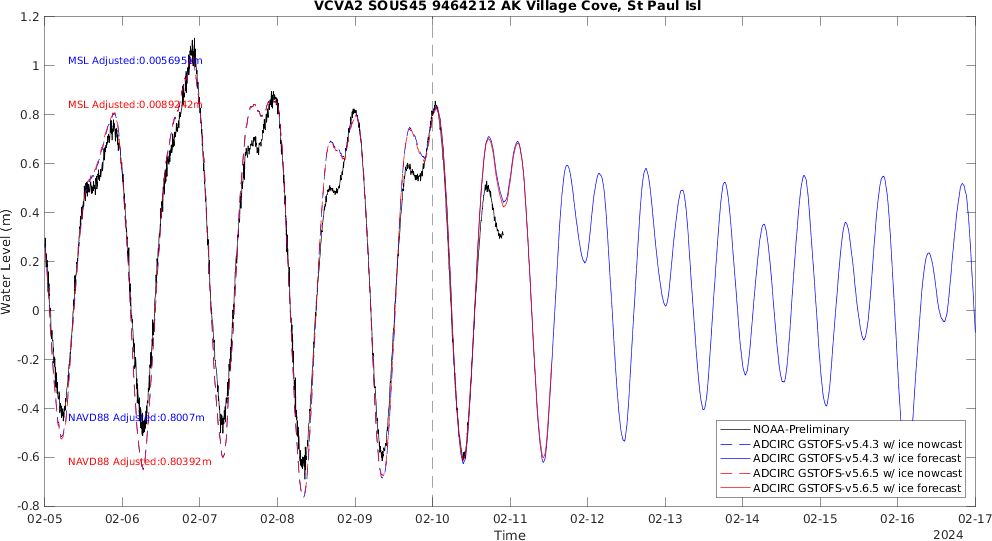 VCVA2 SOUS45 9464212 AK Village Cove, St Paul Isl
1.2
1
0.8
0.6
0.4
0.2
0
-0.2
-0.4
-0.6
-0.8
Water Level (m)
MSL Adjusted:0.0056959m
MSL Adjusted:0.0089242m
NAVD88 Adjusted:0.8007m
NAVD88 Adjusted:0.80392m
NOAA-Preliminary
ADCIRC GSTOFS-v5.4.3 w/ ice nowcast
ADCIRC GSTOFS-v5.4.3 w/ ice forecast
ADCIRC GSTOFS-v5.6.5 w/ ice nowcast
ADCIRC GSTOFS-v5.6.5 w/ ice forecast
02-05 02-06 02-07 02-08 02-09 02-10 02-11 02-12 02-13 02-14 02-15 02-16 02-17
Time
2024